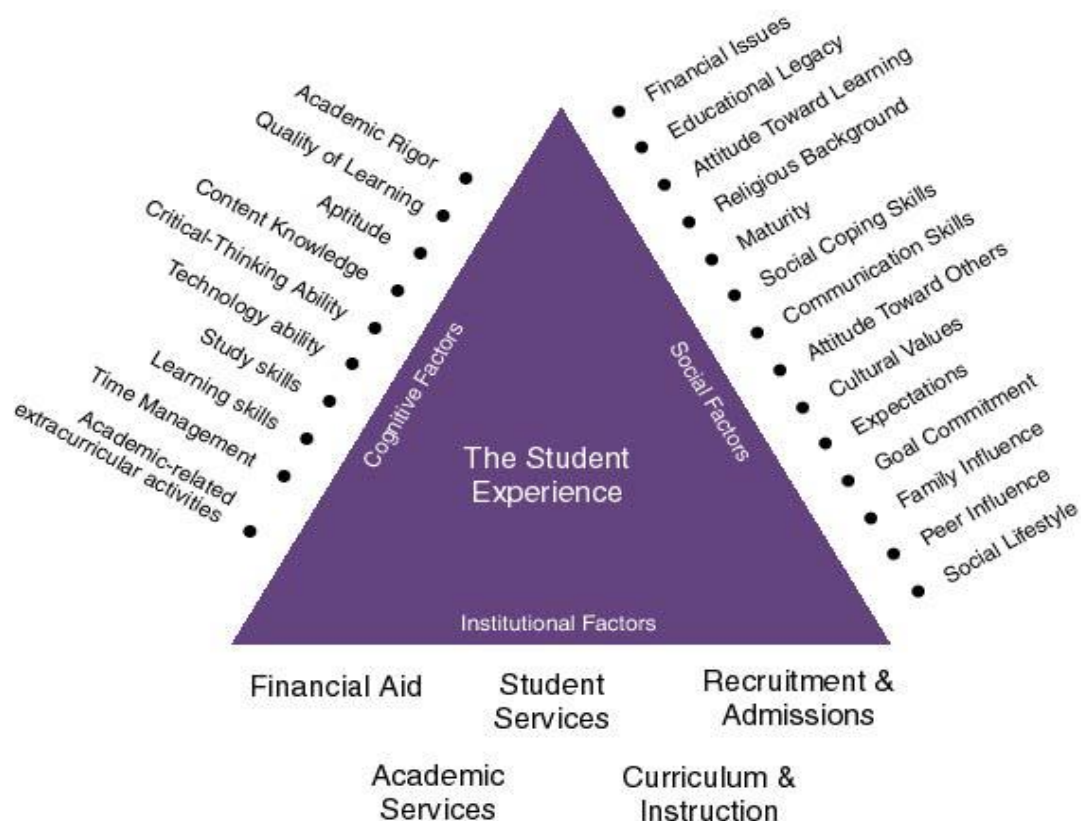 Academic Rigor
Quality of Learning
Aptitude
Content Knowledge
Critical-Thinking Ability
Technology ability
Study skills
Learning skills
Time Management
Academic-related
extracurricular activities
Cognitive Factors
The Student
Experience
Social Factors
Financial Issues
Educational Legacy
Attitude Toward Learning
Religious Background
Maturity
Social Coping Skills
Communication Skills
Attitude Toward Others
Cultural Values
Expectations
Goal Commitment
Family Influence
Peer Influence
Social Lifestyle
Institutional Factors
Financial Aid
Student
Services
Recruitment &
Admissions
Academic
Services
Curriculum &
Instruction